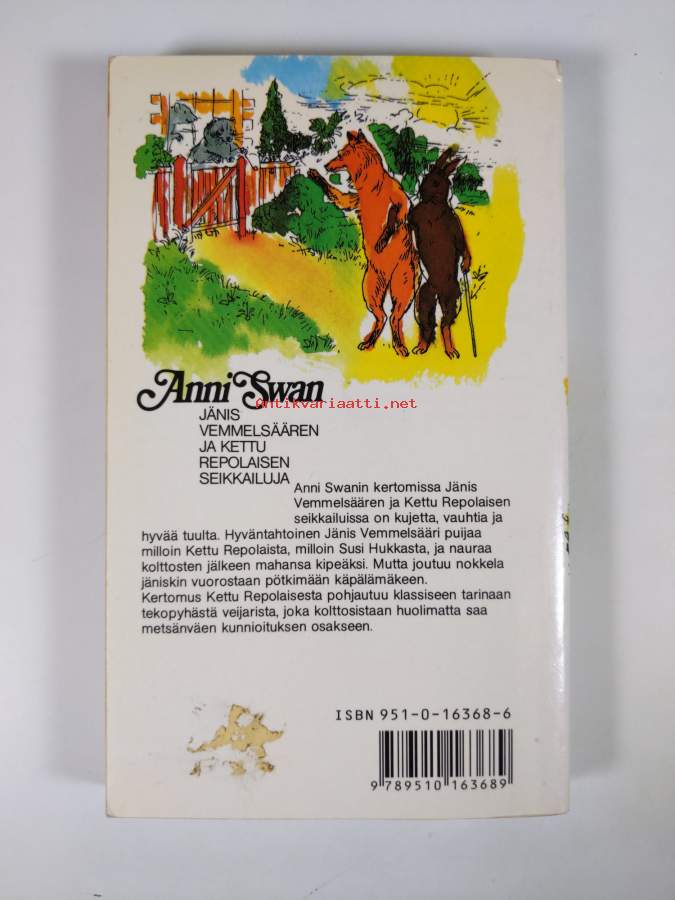 Anni Swan
antikvariaatti.net
JÄNIS
VEMMELSÄÄREN
JA KETTU
REPOLAISEN
SEIKKAILUJA
Anni Swanin kertomissa Jänis
Vemmelsäären ja Kettu Repolaisen
seikkailuissa on kujetta, vauhtia ja
hyvää tuulta. Hyväntahtoinen Jänis Vemmelsääri puijaa
milloin Kettu Repolaista, milloin Susi Hukkasta, ja nauraa
kolttosten jälkeen mahansa kipeäksi. Mutta joutuu nokkela
jäniskin vuorostaan pötkimään käpälämäkeen.
Kertomus Kettu Repolaisesta pohjautuu klassiseen tarinaan
tekopyhästä veijarista, joka kolttosistaan huolimatta saa
metsänväen kunnioituksen osakseen.
ISBN 951-0-16368-6
9 789510 163689